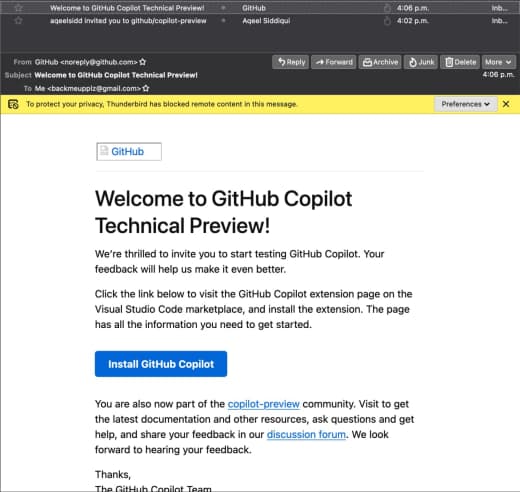 Welcome to GitHub Copilot Technical Preview! GitHub 4:06 p.m. Inb...
aqeelsidd invited you to github/copilot-preview Aqeel Siddiqui 4:02 p.m. Inb...
From GitHub <noreply@github.com> Reply Forward Archive Junk Delete More
Subject Welcome to GitHub Copilot Technical Preview! 4:06 p.m.
To Me <backmeupplz@gmail.com>
To protect your privacy, Thunderbird has blocked remote content in this message. Preferences
GitHub
Welcome to GitHub Copilot
Technical Preview!
We're thrilled to invite you to start testing GitHub Copilot. Your
feedback will help us make it even better.
Click the link below to visit the GitHub Copilot extension page on the
Visual Studio Code marketplace, and install the extension. The page
has all the information you need to get started.
Install GitHub Copilot
You are also now part of the copilot-preview community. Visit to get
the latest documentation and other resources, ask questions and get
help, and share your feedback in our discussion forum. We look
forward to hearing your feedback.
Thanks,
The GitHub Copilot Team